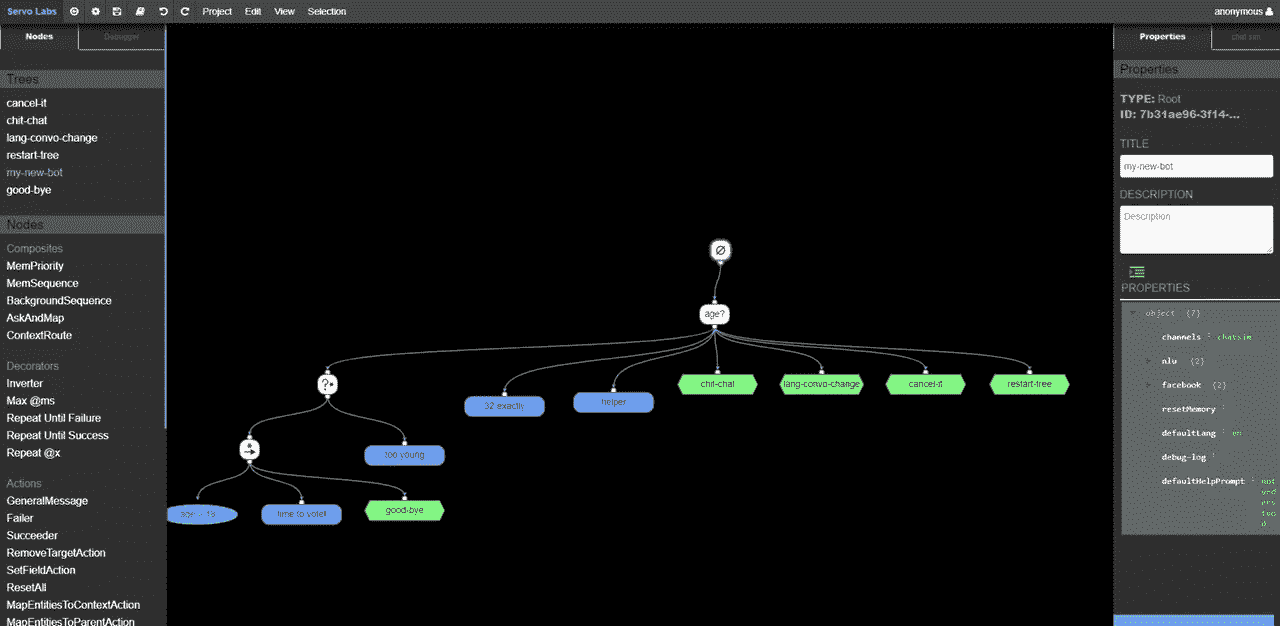 Servo Labs Project Edit View Selection anonymous
Nodes Debugger
Trees
cancel-it
chit-chat
lang-convo-change
restart-tree
my-new-bot
good-bye
Nodes
Composites
MemPriority
MemSequence
BackgroundSequence
AskAndMap
ContextRoute
Decorators
Inverter
Max @ms
Repeat Until Failure
Repeat Until Success
Repeat @x
Actions
GeneralMessage
Failer
Succeeder
RemoveTargetAction
SetFieldAction
ResetAll
MapEntitiesToContextAction
MapEntitiesToParentAction
age?
32 exactly
helper
chit-chat
lang-convo-change
cancel-it
restart-tree
too young
time to vote!!
good-bye
Properties
Properties
TYPE: Root
ID: 7b31ae96-3f14-...
TITLE
my-new-bot
DESCRIPTION
Description
PROPERTIES
object {7}
channels : chatsim
nlu {2}
facebook {2}
resetMemory :
defaultLang : en
debug-log :
defaultHelpPrompt :